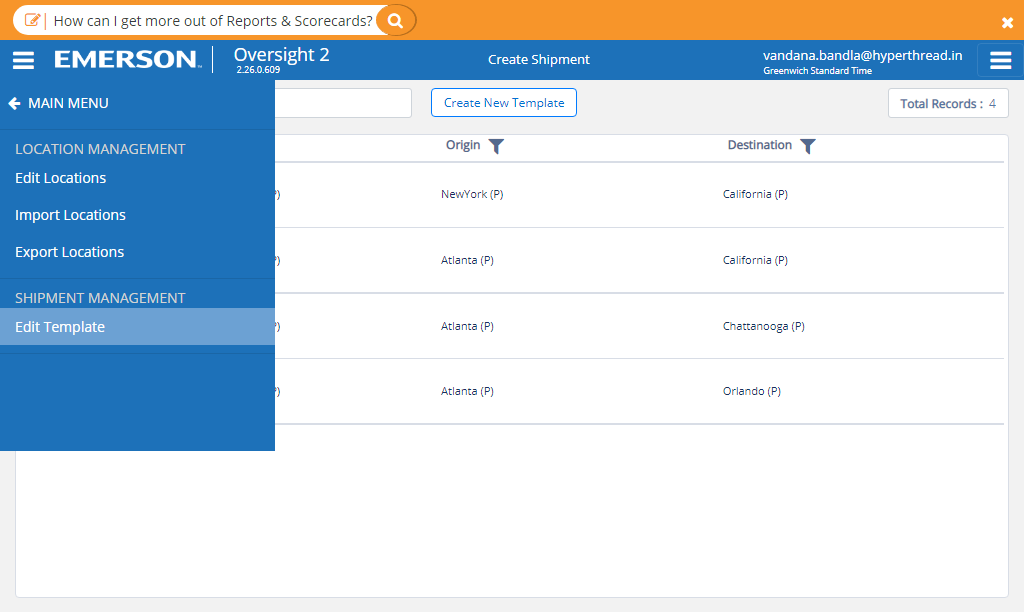 How can I get more out of Reports & Scorecards?
EMERSON™ Oversight 2
2.26.0.609
Create Shipment
vandana.bandla@hyperthread.in
Greenwich Standard Time
MAIN MENU
Create New Template
Total Records : 4
LOCATION MANAGEMENT
Edit Locations
Import Locations
Export Locations
SHIPMENT MANAGEMENT
Edit Template
Origin Destination
NewYork (P) California (P)
Atlanta (P) California (P)
Atlanta (P) Chattanooga (P)
Atlanta (P) Orlando (P)